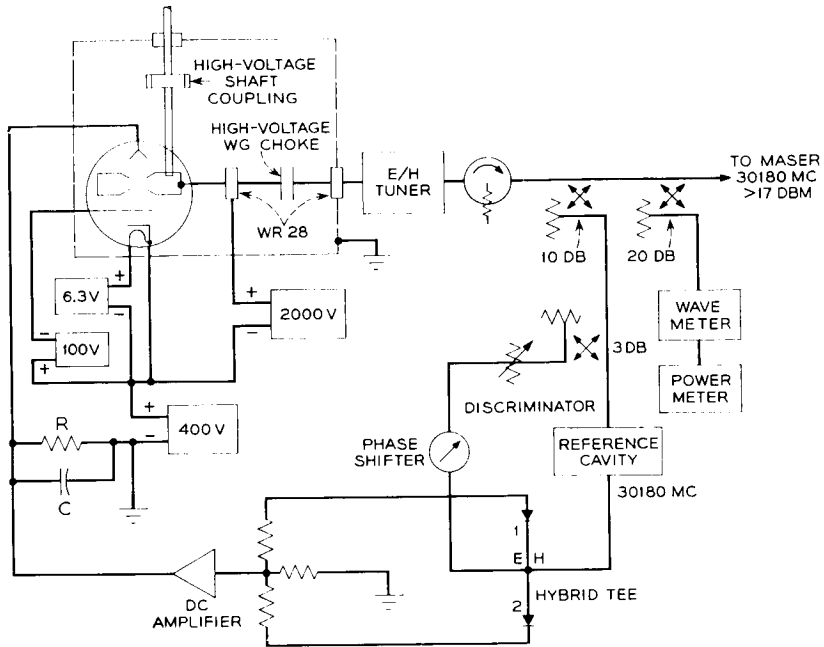 HIGH-VOLTAGE
SHAFT
COUPLING
HIGH-VOLTAGE
WG CHOKE
E/H
TUNER
TO MASER
30180 MC
>17 DBM
WR 28
10 DB
20 DB
+
6.3V
−
+
2000 V
−
WAVE
METER
−
100V
+
3 DB
POWER
METER
DISCRIMINATOR
+
400 V
−
R
C
PHASE
SHIFTER
REFERENCE
CAVITY
30180 MC
1
E H
2
HYBRID TEE
DC
AMPLIFIER